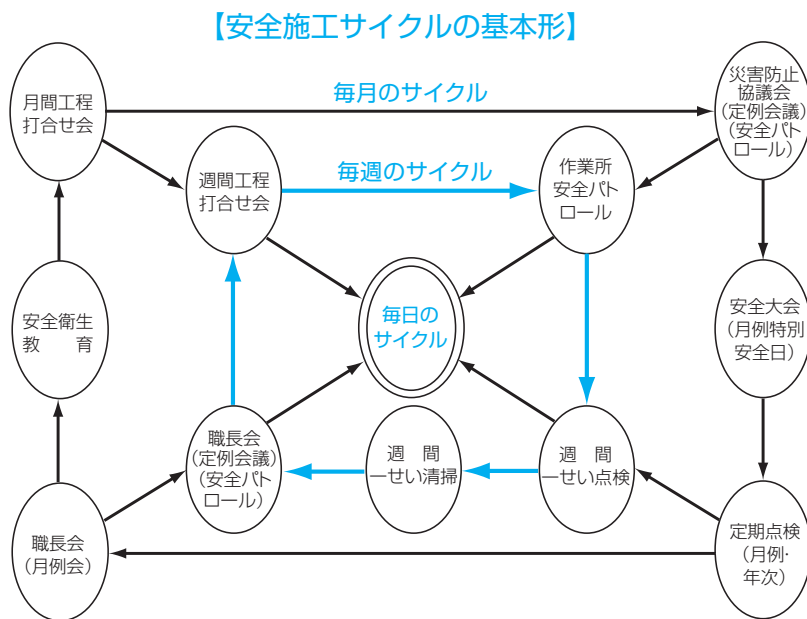 【安全施工サイクルの基本形】
月間工程
打合せ会
毎月のサイクル
災害防止
協議会
(定例会議)
(安全パト
ロール)
週間工程
打合せ会
毎週のサイクル
作業所
安全パト
ロール
安全衛生
教　育
毎日の
サイクル
安全大会
(月例特別
安全日)
職長会
(定例会議)
(安全パト
ロール)
週　間
一せい清掃
週　間
一せい点検
職長会
(月例会)
定期点検
(月例·
年次)